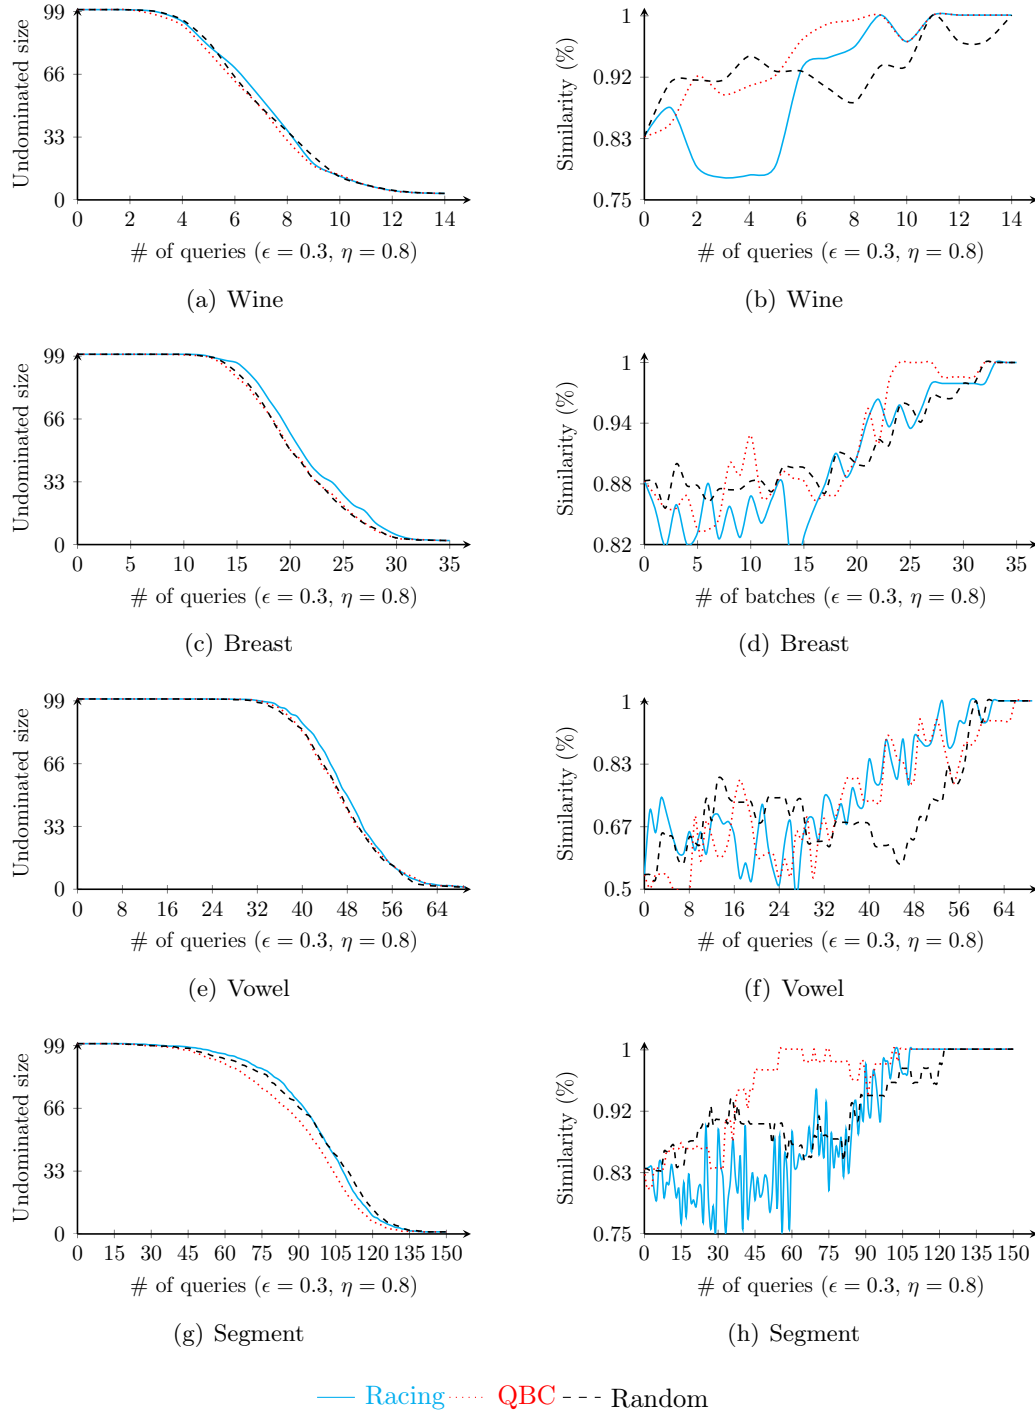 99
66
33
0
Undominated size
0 2 4 6 8 10 12 14
# of queries (ϵ = 0.3, η = 0.8)
(a) Wine
1
0.92
0.83
0.75
Similarity (%)
0 2 4 6 8 10 12 14
# of queries (ϵ = 0.3, η = 0.8)
(b) Wine
99
66
33
0
Undominated size
0 5 10 15 20 25 30 35
# of queries (ϵ = 0.3, η = 0.8)
(c) Breast
1
0.94
0.88
0.82
Similarity (%)
0 5 10 15 20 25 30 35
# of batches (ϵ = 0.3, η = 0.8)
(d) Breast
99
66
33
0
Undominated size
0 8 16 24 32 40 48 56 64
# of queries (ϵ = 0.3, η = 0.8)
(e) Vowel
1
0.83
0.67
0.5
Similarity (%)
0 8 16 24 32 40 48 56 64
# of queries (ϵ = 0.3, η = 0.8)
(f) Vowel
99
66
33
0
Undominated size
0 15 30 45 60 75 90 105 120 135 150
# of queries (ϵ = 0.3, η = 0.8)
(g) Segment
1
0.92
0.83
0.75
Similarity (%)
0 15 30 45 60 75 90 105 120 135 150
# of queries (ϵ = 0.3, η = 0.8)
(h) Segment
Racing QBC Random